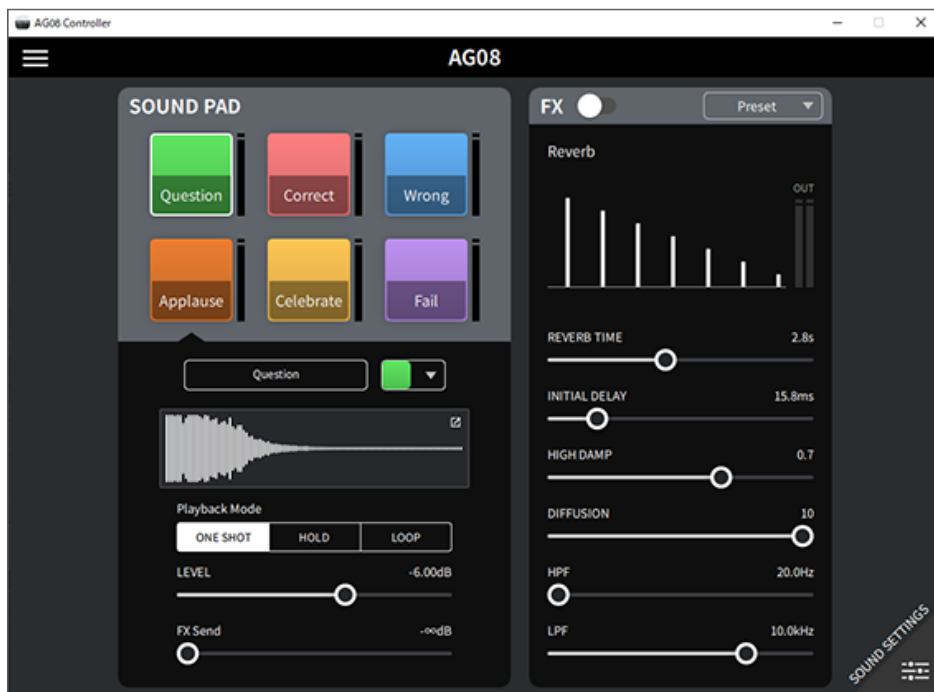 AG08 Controller
AG08
SOUND PAD
Question
Correct
Wrong
Applause
Celebrate
Fail
Question
Playback Mode
ONE SHOT
HOLD
LOOP
LEVEL
-6.00dB
FX Send
-∞dB
FX
Preset
Reverb
OUT
REVERB TIME
2.8s
INITIAL DELAY
15.8ms
HIGH DAMP
0.7
DIFFUSION
10
HPF
20.0Hz
LPF
10.0kHz
SOUND SETTINGS